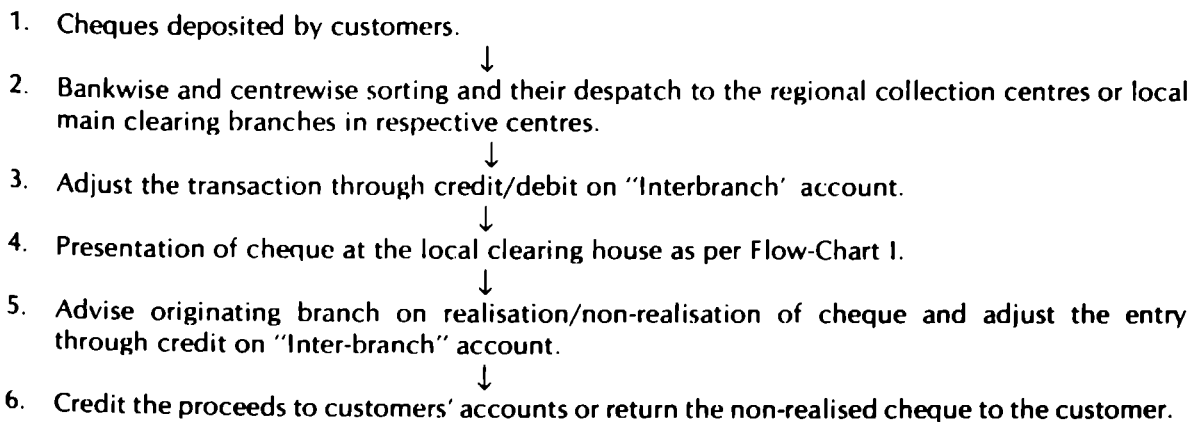 1. Cheques deposited by customers.
↓
2. Bankwise and centrewise sorting and their despatch to the regional collection centres or local
main clearing branches in respective centres.
↓
3. Adjust the transaction through credit/debit on "Interbranch' account.
↓
4. Presentation of cheque at the local clearing house as per Flow-Chart I.
↓
5. Advise originating branch on realisation/non-realisation of cheque and adjust the entry
through credit on "Inter-branch" account.
↓
6. Credit the proceeds to customers' accounts or return the non-realised cheque to the customer.